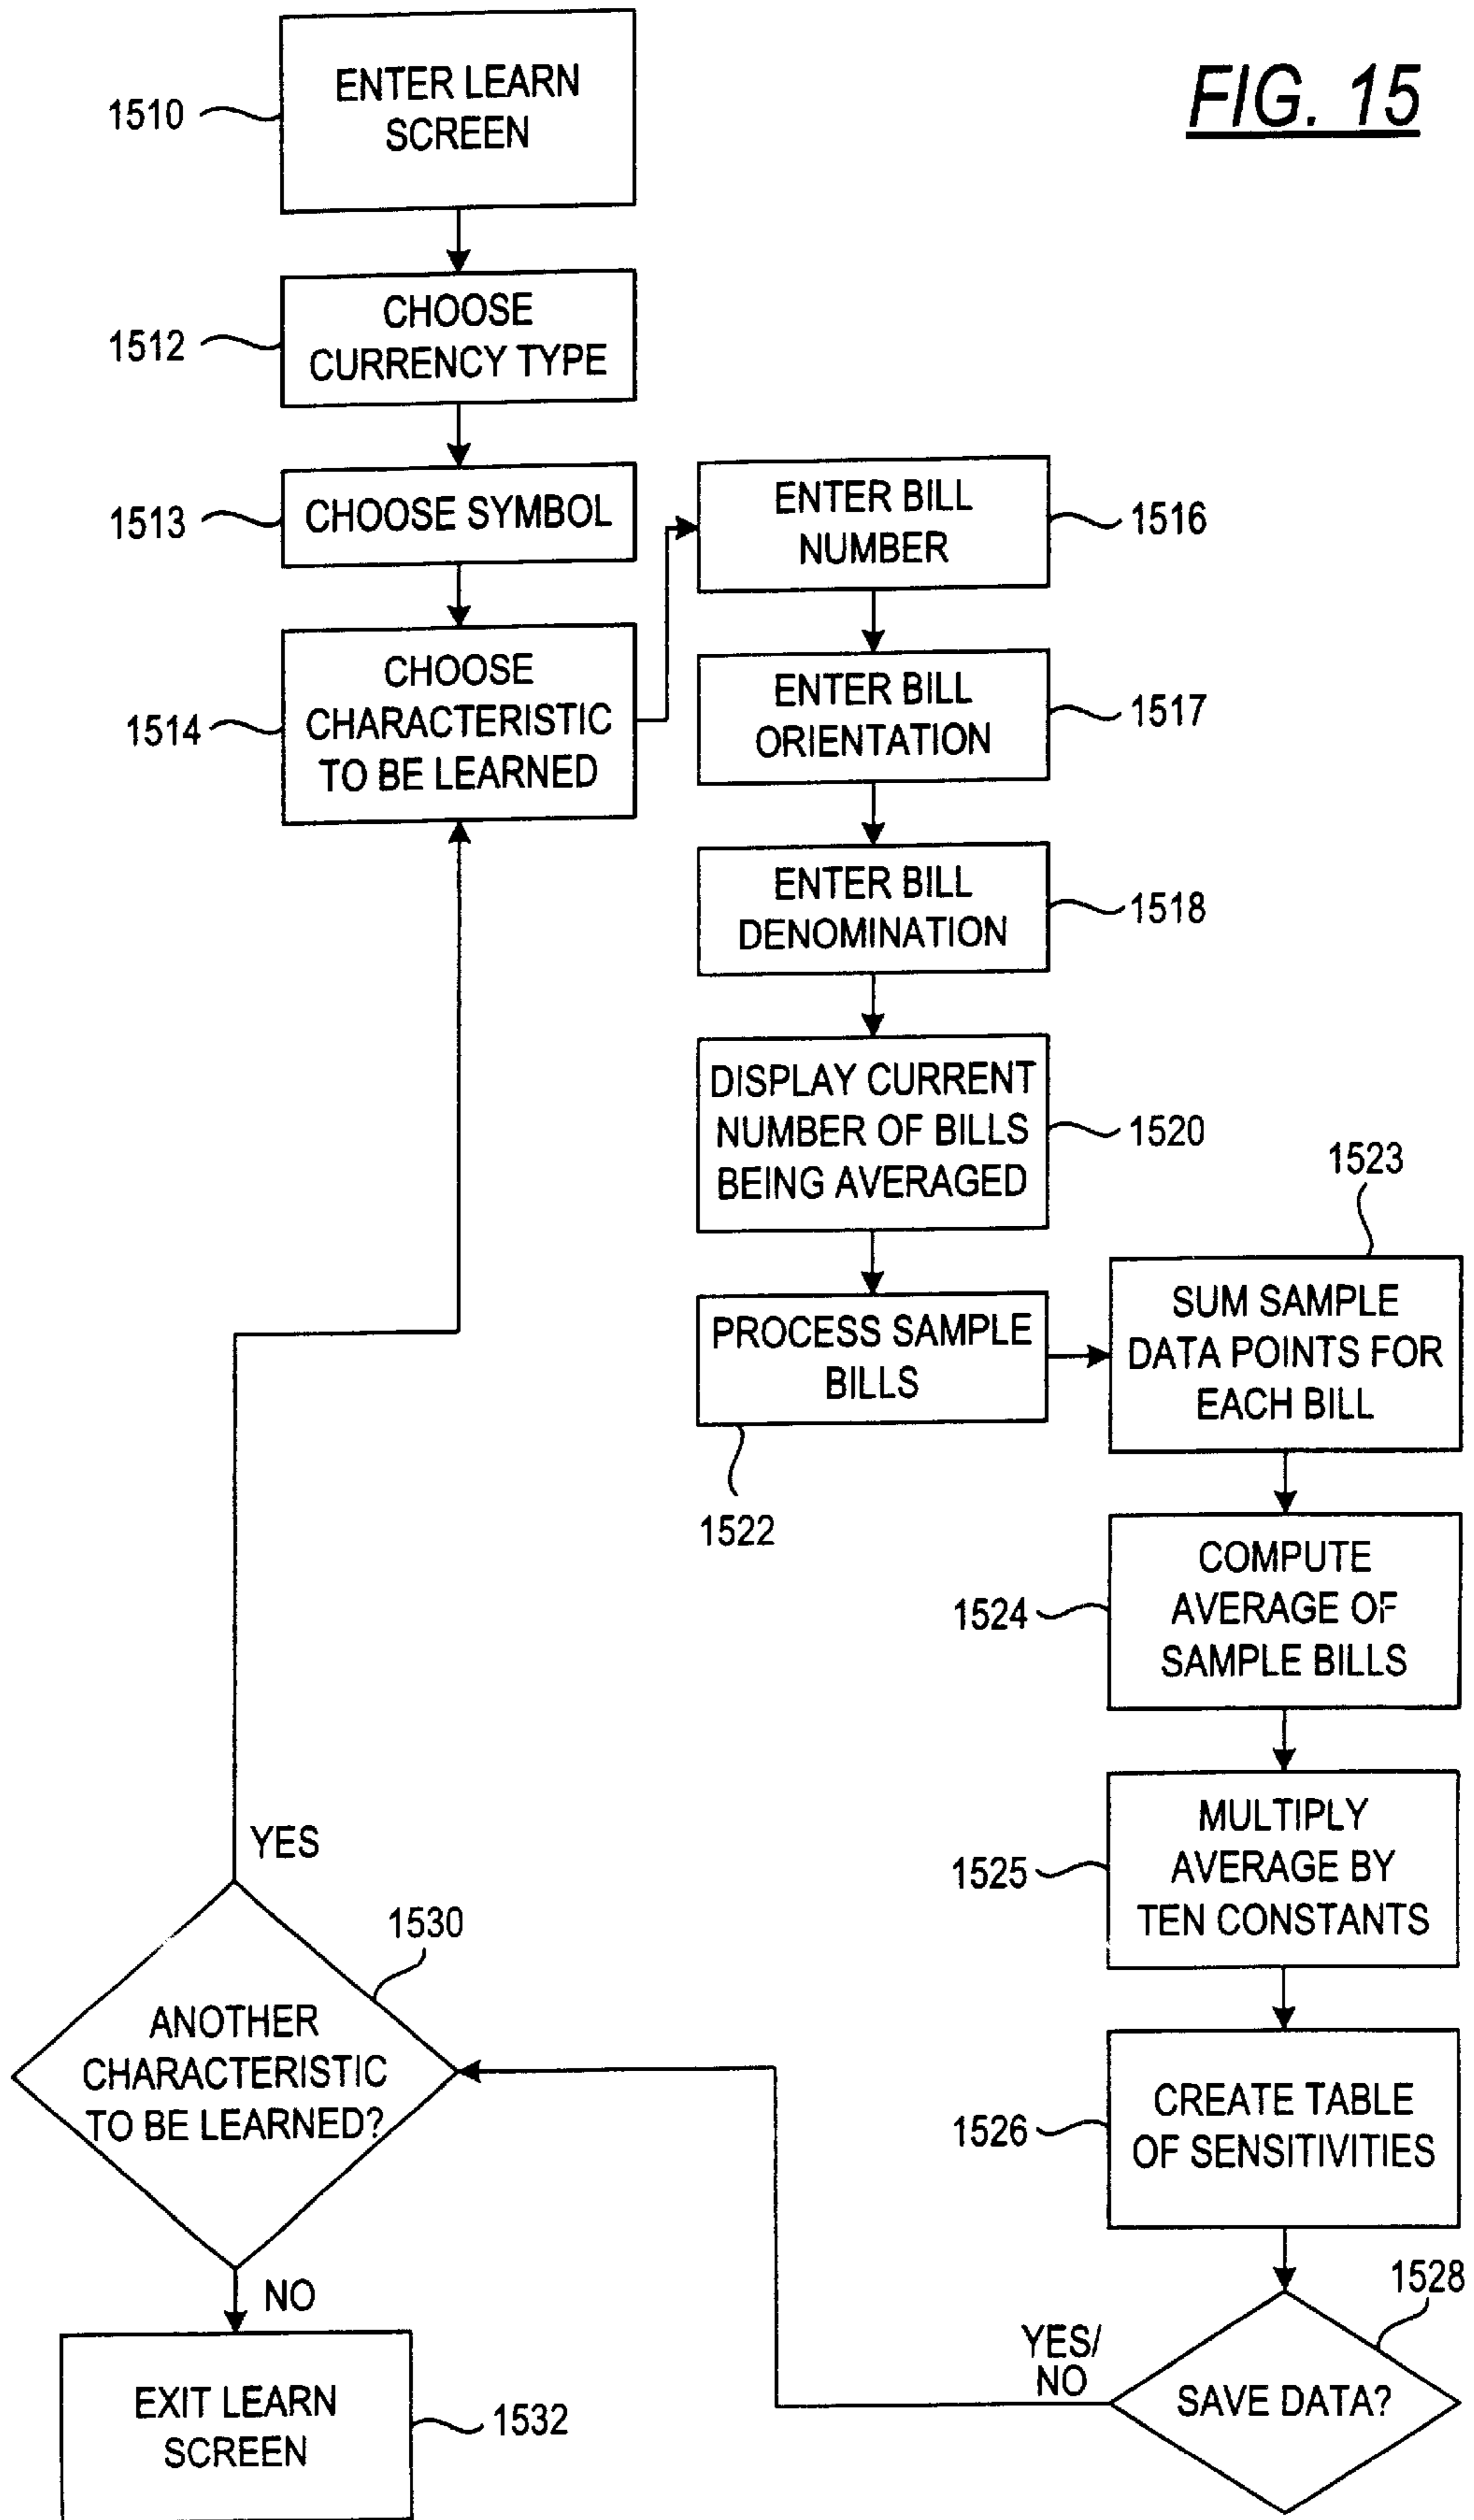 FIG. 15
1510
ENTER LEARN
SCREEN
1512
CHOOSE
CURRENCY TYPE
1513
CHOOSE SYMBOL
1514
CHOOSE
CHARACTERISTIC
TO BE LEARNED
ENTER BILL
NUMBER
1516
ENTER BILL
ORIENTATION
1517
ENTER BILL
DENOMINATION
1518
DISPLAY CURRENT
NUMBER OF BILLS
BEING AVERAGED
1520
PROCESS SAMPLE
BILLS
1522
1523
SUM SAMPLE
DATA POINTS FOR
EACH BILL
1524
COMPUTE
AVERAGE OF
SAMPLE BILLS
1525
MULTIPLY
AVERAGE BY
TEN CONSTANTS
1526
CREATE TABLE
OF SENSITIVITIES
1528
SAVE DATA?
YES/
NO
1530
ANOTHER
CHARACTERISTIC
TO BE LEARNED?
YES
NO
EXIT LEARN
SCREEN
1532